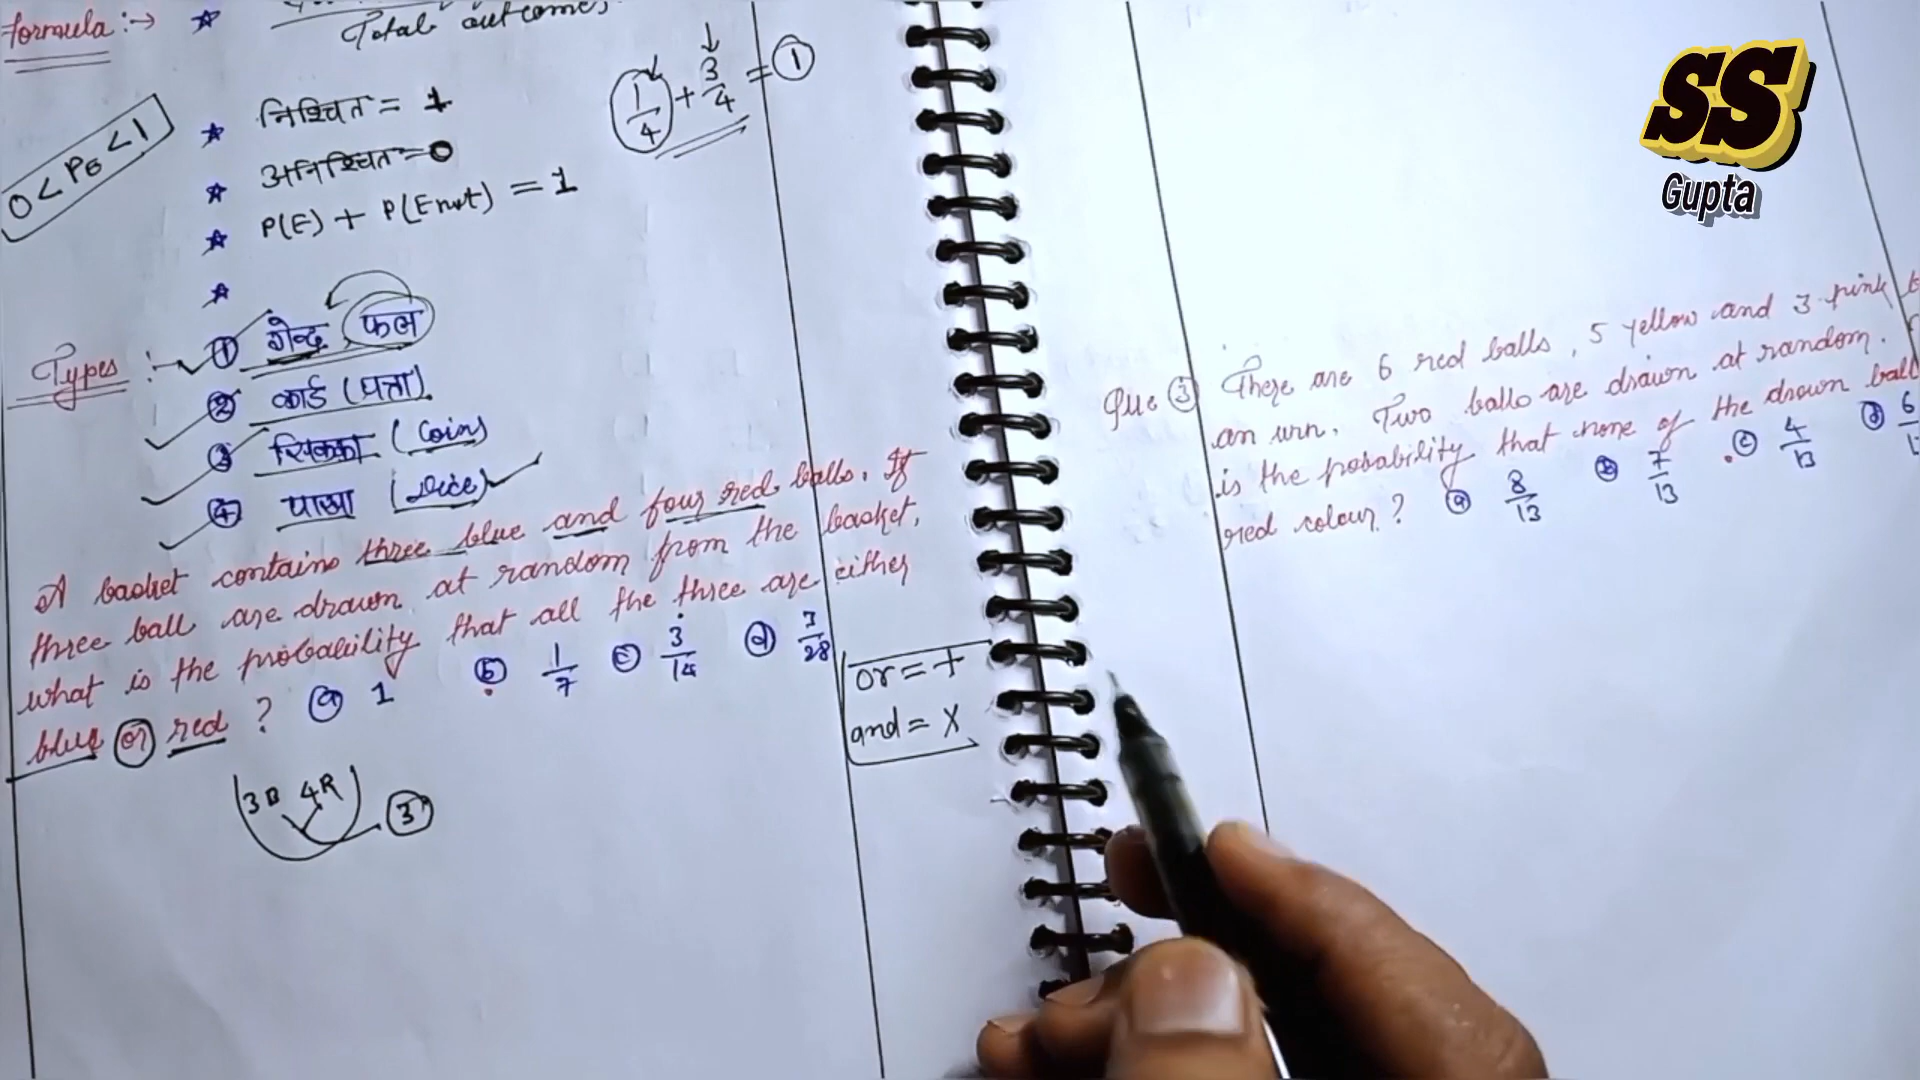 formula :→ ☆
Total outcomes
0 < PE < 1
☆ निश्चित = 1
☆ अनिश्चित = 0
☆ P(E) + P(E not) = 1
☆
1/4 + 3/4 = 1
Types :→ ① गेन्द, फल
② कार्ड (पत्ता).
③ सिक्का (Coin)
④ पासा (Dice)
A basket contains three blue and four red balls. If
three ball are drawn at random from the basket,
what is the probability that all the three are either
blue or red ? ⓐ 1 ⓑ 1/7 ⓒ 3/14 ⓓ 3/28
or = +
and = X
3B 4R 3
SS
Gupta
Que ③ There are 6 red balls, 5 yellow and 3 pink
an urn. Two balls are drawn at random.
is the probability that none of the drawn ball
red colour ? ⓐ 8/13 ⓑ 7/13 ⓒ 4/13 ⓓ